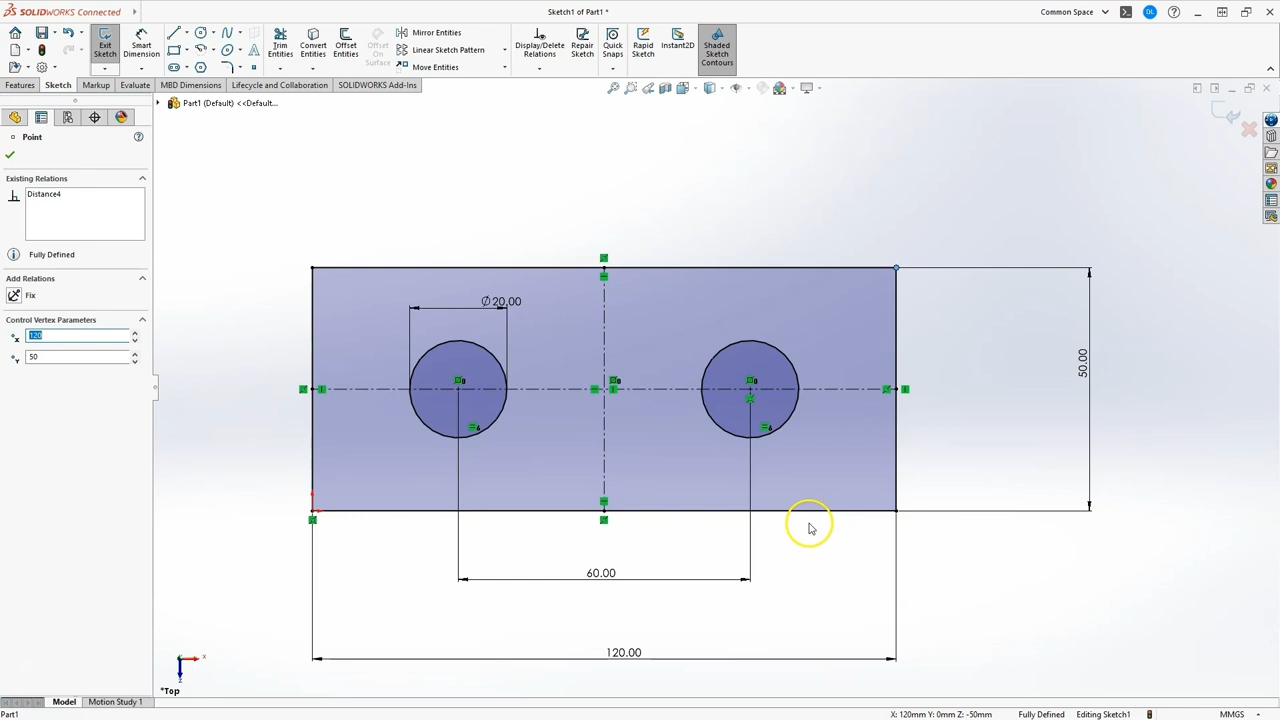 SOLIDWORKS Connected
Sketch1 of Part1 *
Common Space
DL
Exit Sketch
Smart Dimension
Trim Entities
Convert Entities
Offset Entities
Offset On Surface
Mirror Entities
Linear Sketch Pattern
Move Entities
Display/Delete Relations
Repair Sketch
Quick Snaps
Rapid Sketch
Instant2D
Shaded Sketch Contours
Features
Sketch
Markup
Evaluate
MBD Dimensions
Lifecycle and Collaboration
SOLIDWORKS Add-Ins
Part1 (Default) <<Default...
Point
Existing Relations
Distance4
Fully Defined
Add Relations
Fix
Control Vertex Parameters
120
50
∅20.00
50.00
60.00
120.00
*Top
Model
Motion Study 1
Part1
X: 120mm Y: 0mm Z: -50mm
Fully Defined
Editing Sketch1
MMGS